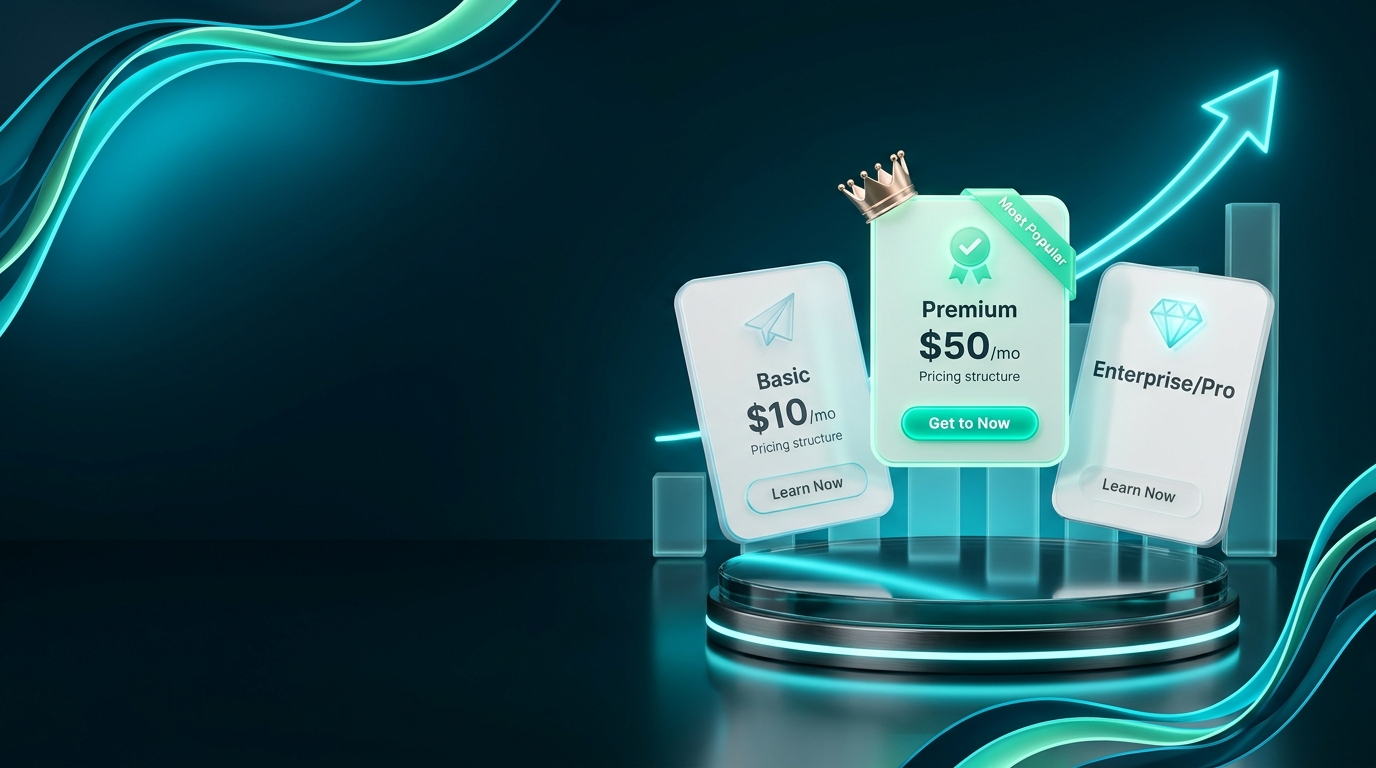 Basic
$10/mo
Pricing structure
Learn Now
Most Popular
Premium
$50/mo
Pricing structure
Get to Now
Enterprise/Pro
Learn Now